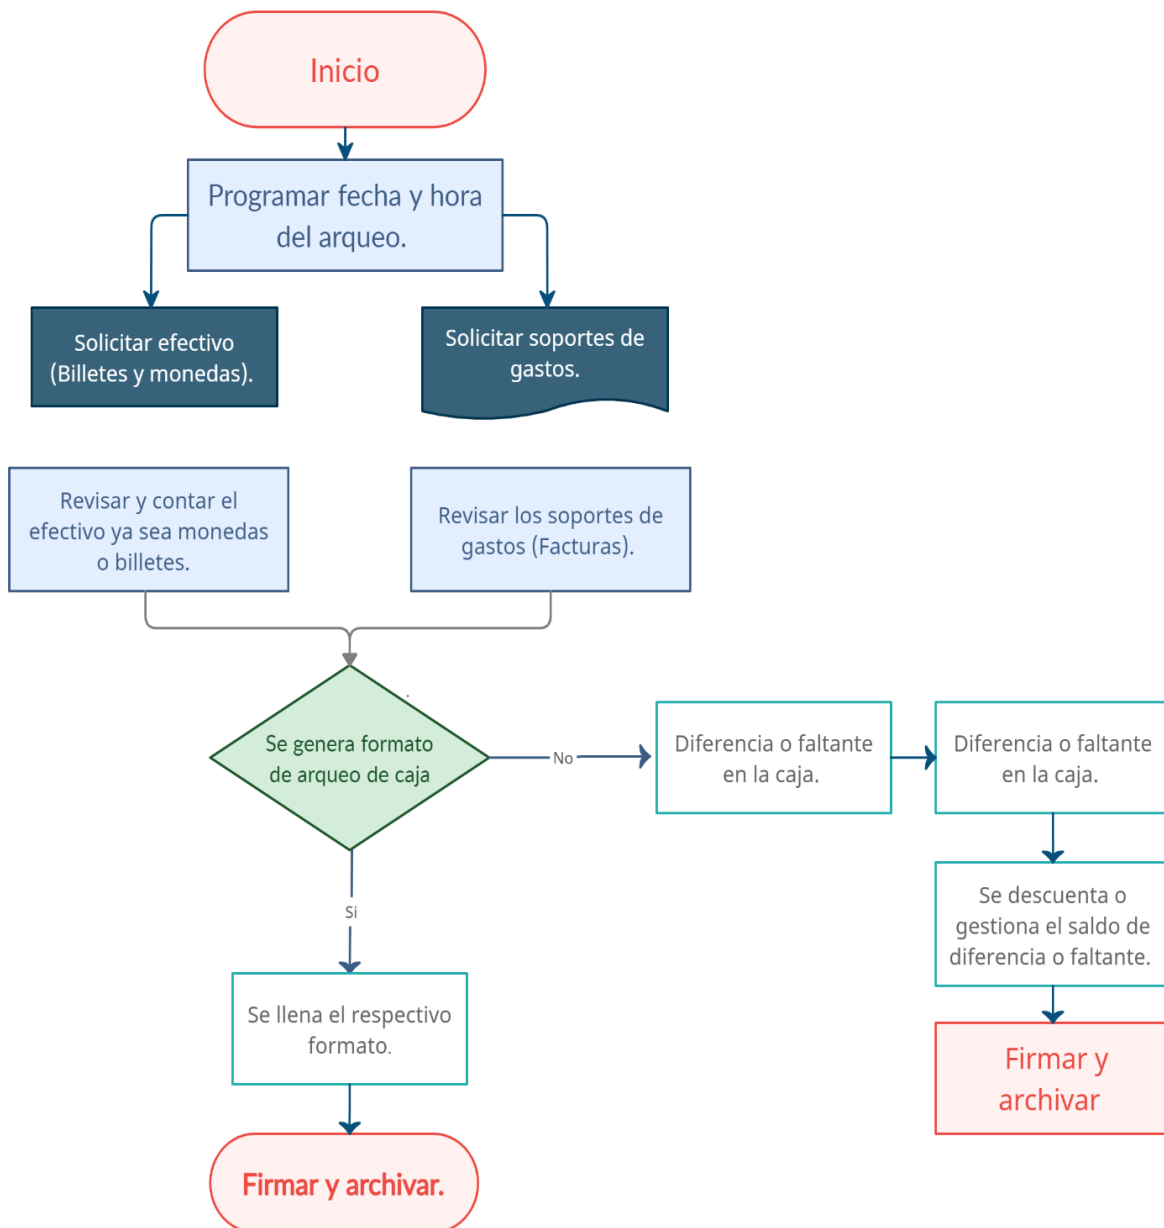 Inicio
Programar fecha y hora
del arqueo.
Solicitar efectivo
(Billetes y monedas).
Solicitar soportes de
gastos.
Revisar y contar el
efectivo ya sea monedas
o billetes.
Revisar los soportes de
gastos (Facturas).
Se genera formato
de arqueo de caja
No
Diferencia o faltante
en la caja.
Diferencia o faltante
en la caja.
Se descuenta o
gestiona el saldo de
diferencia o faltante.
Firmar y
archivar
Si
Se llena el respectivo
formato.
Firmar y archivar.